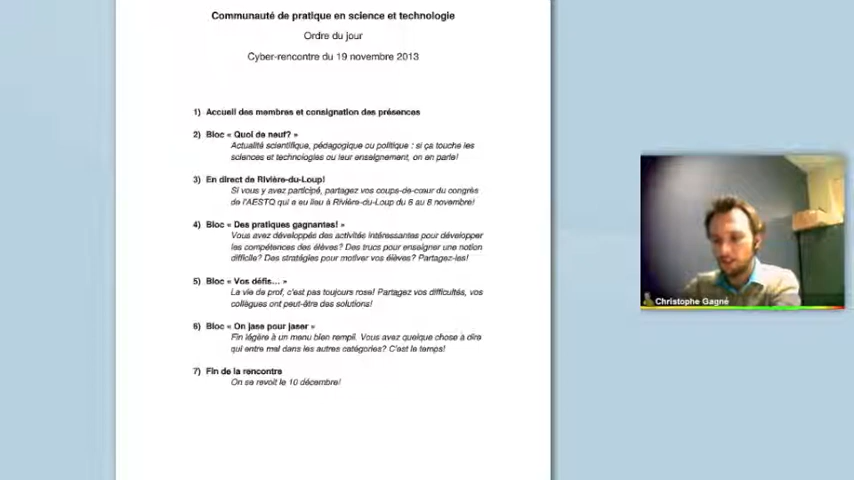 Communauté de pratique en science et technologie
Ordre du jour
Cyber-rencontre du 19 novembre 2013
1) Accueil des membres et consignation des présences
2) Bloc « Quoi de neuf? »
Actualité scientifique, pédagogique ou politique : si ça touche les
sciences et technologies ou leur enseignement, on en parle!
3) En direct de Rivière-du-Loup!
Si vous y avez participé, partagez vos coups-de-cœur du congrès
de l'AESTQ qui a eu lieu à Rivière-du-Loup du 6 au 8 novembre!
4) Bloc « Des pratiques gagnantes! »
Vous avez développés des activités intéressantes pour développer
les compétences des élèves? Des trucs pour enseigner une notion
difficile? Des stratégies pour motiver vos élèves? Partagez-les!
5) Bloc « Vos défis... »
La vie de prof, c'est pas toujours rose! Partagez vos difficultés, vos
collègues ont peut-être des solutions!
6) Bloc « On jase pour jaser »
Fin légère à un menu bien rempli. Vous avez quelque chose à dire
qui entre mal dans les autres catégories? C'est le temps!
7) Fin de la rencontre
On se revoit le 10 décembre!
Christophe Gagné